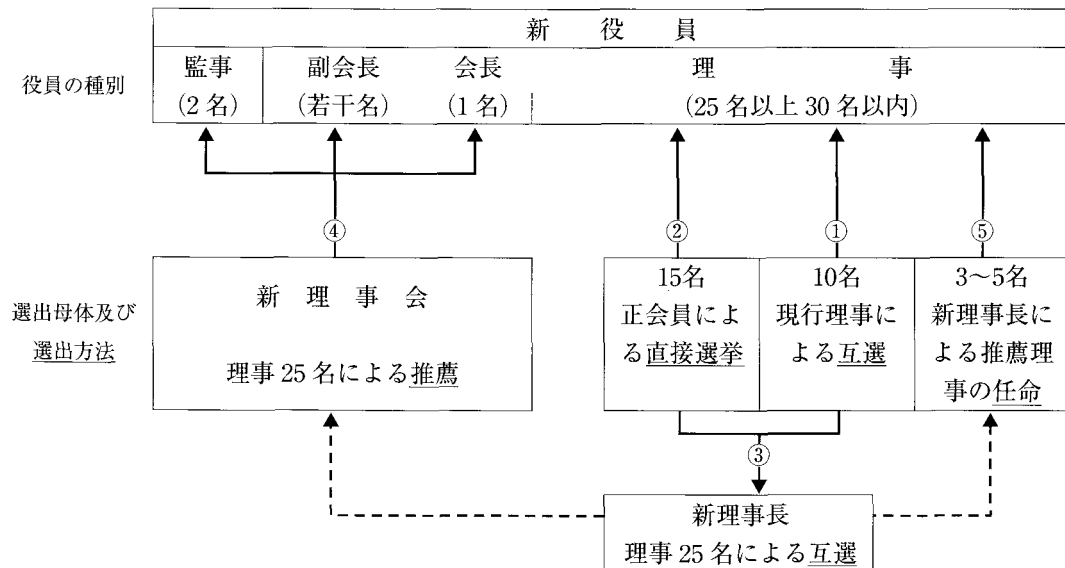 新役員
役員の種別
監事
(2名)
副会長
(若干名)
会長
(1名)
理事
(25名以上30名以内)
④
②
①
⑤
選出母体及び
選出方法
新理事会
理事25名による推薦
15名
正会員によ
る直接選挙
10名
現行理事に
よる互選
3〜5名
新理事長に
よる推薦理
事の任命
③
新理事長
理事25名による互選